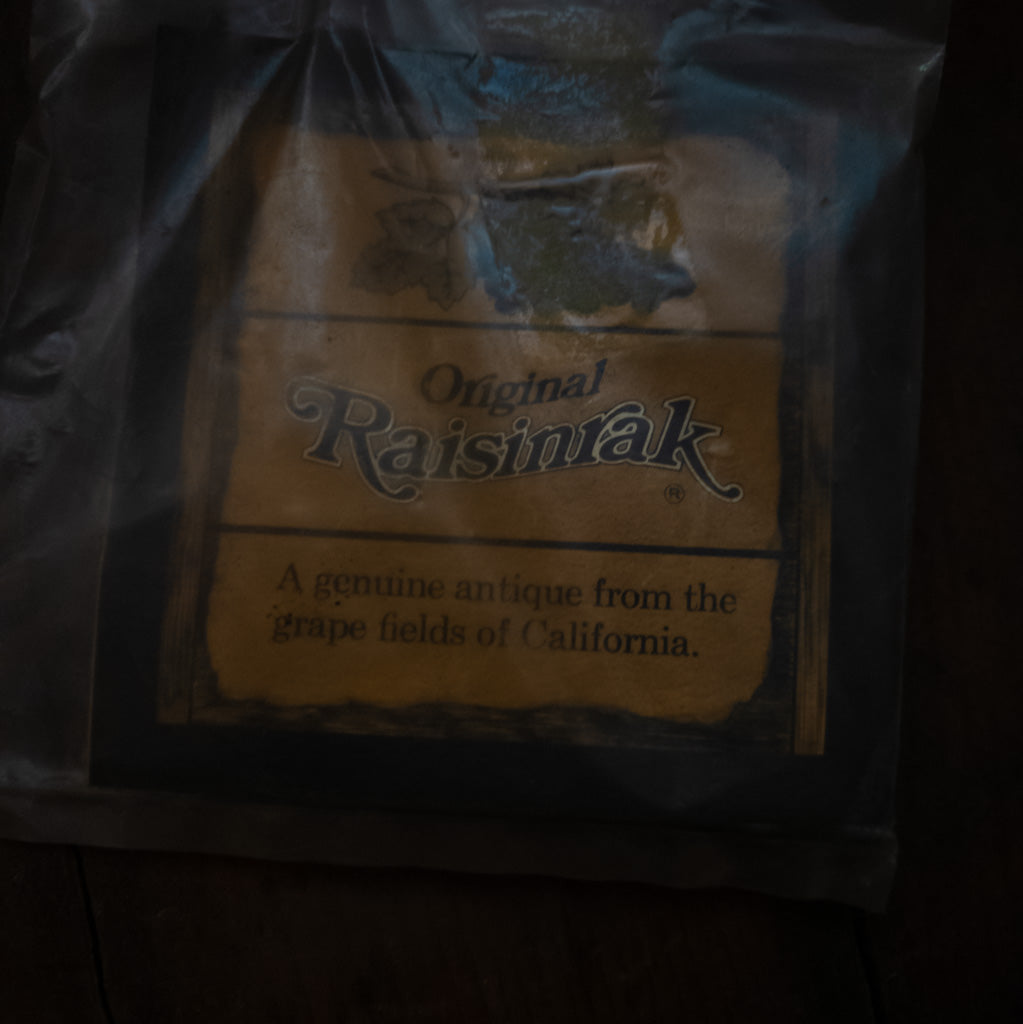 Original
Raisinrak
®
A genuine antique from the
grape fields of California.